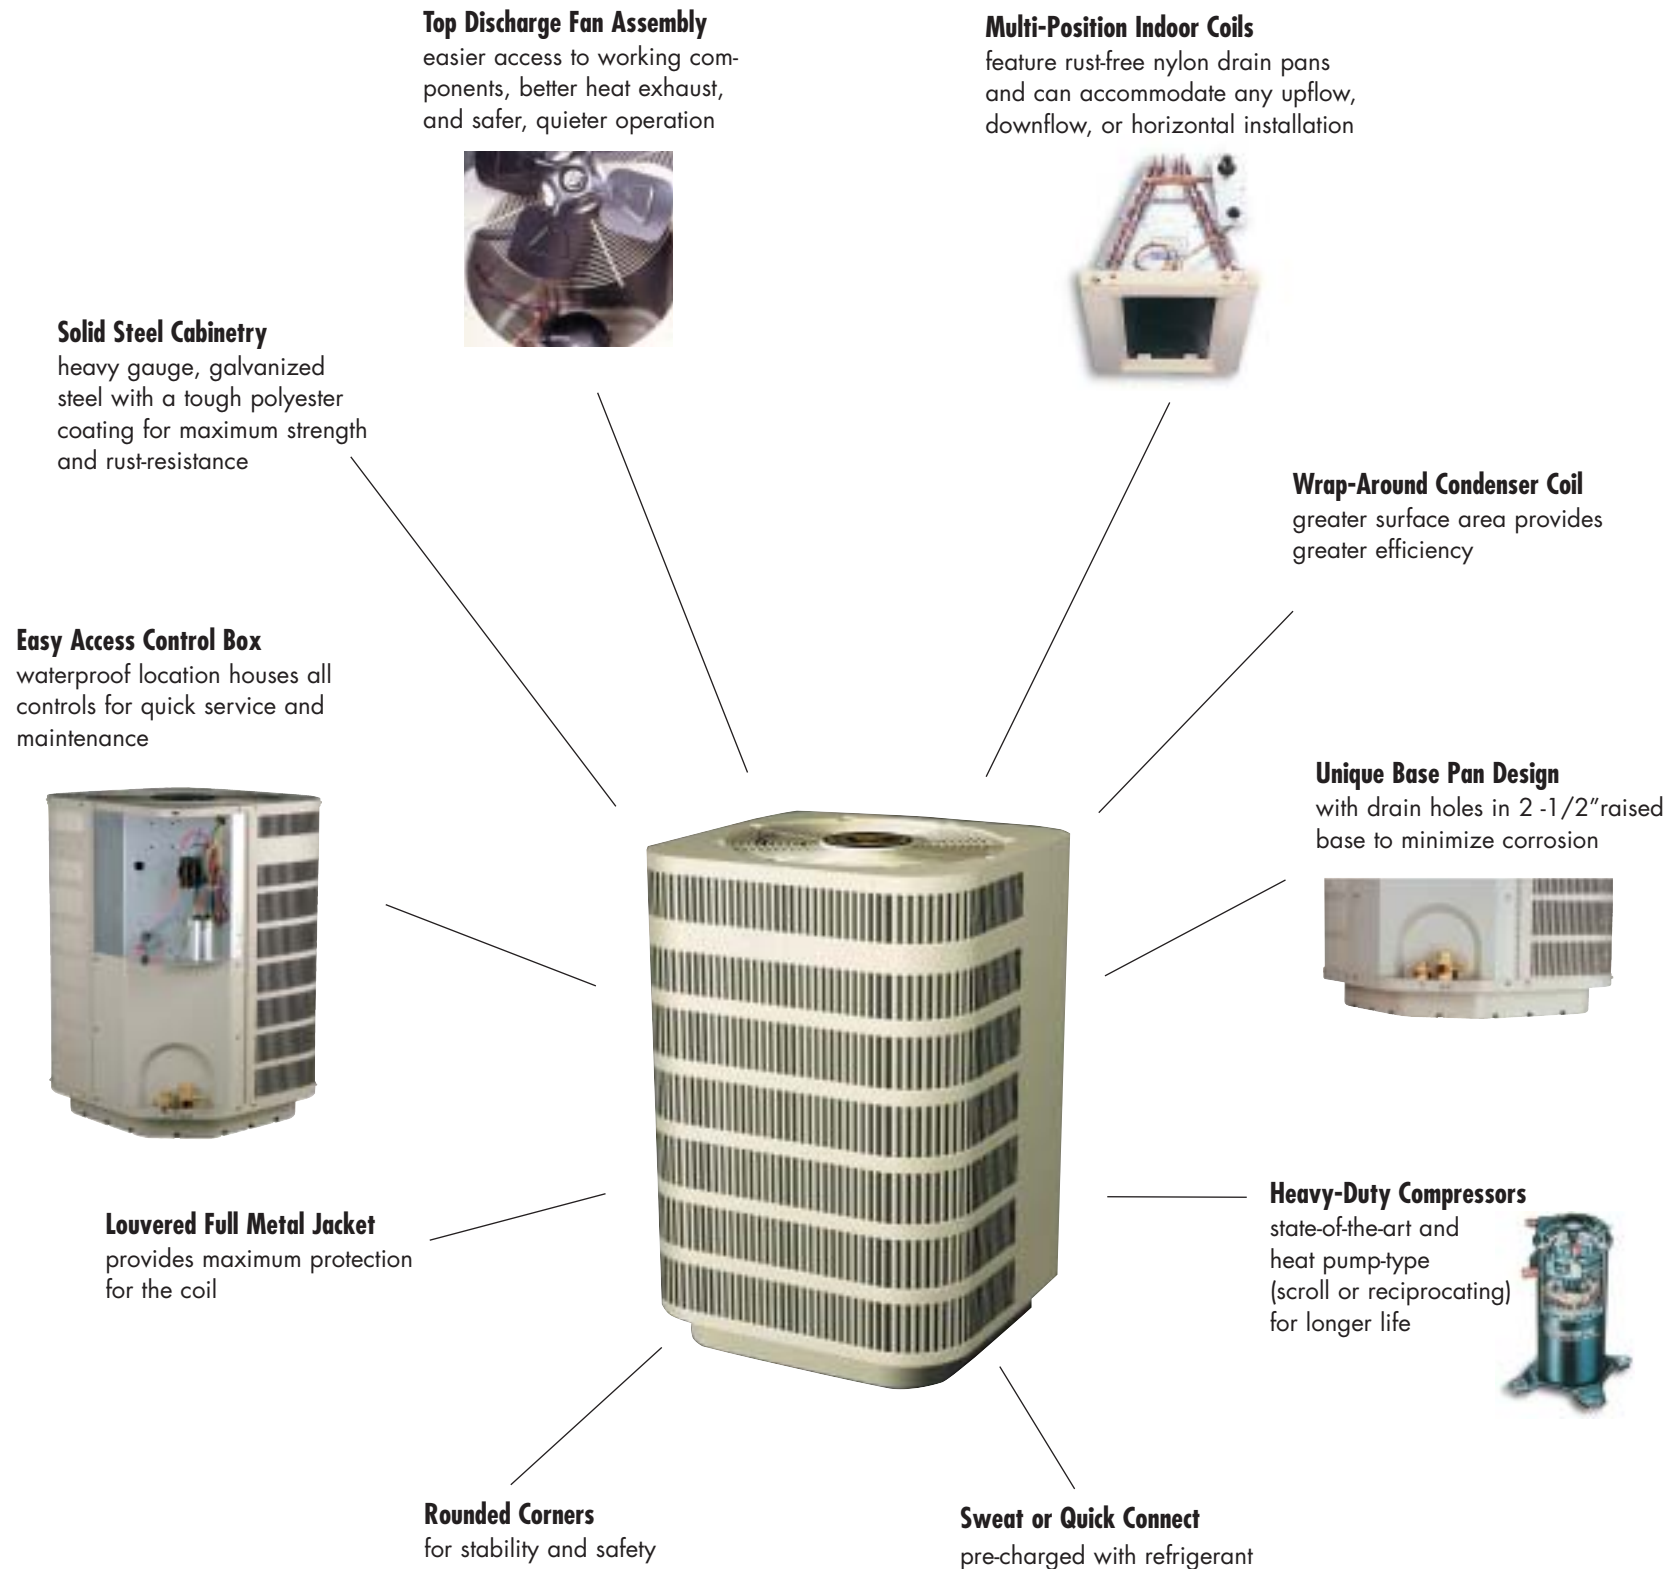 Top Discharge Fan Assembly
easier access to working com-
ponents, better heat exhaust,
and safer, quieter operation
Multi-Position Indoor Coils
feature rust-free nylon drain pans
and can accommodate any upflow,
downflow, or horizontal installation
Solid Steel Cabinetry
heavy gauge, galvanized
steel with a tough polyester
coating for maximum strength
and rust-resistance
Wrap-Around Condenser Coil
greater surface area provides
greater efficiency
Easy Access Control Box
waterproof location houses all
controls for quick service and
maintenance
Unique Base Pan Design
with drain holes in 2 -1/2” raised
base to minimize corrosion
Louvered Full Metal Jacket
provides maximum protection
for the coil
Heavy-Duty Compressors
state-of-the-art and
heat pump-type
(scroll or reciprocating)
for longer life
Rounded Corners
for stability and safety
Sweat or Quick Connect
pre-charged with refrigerant